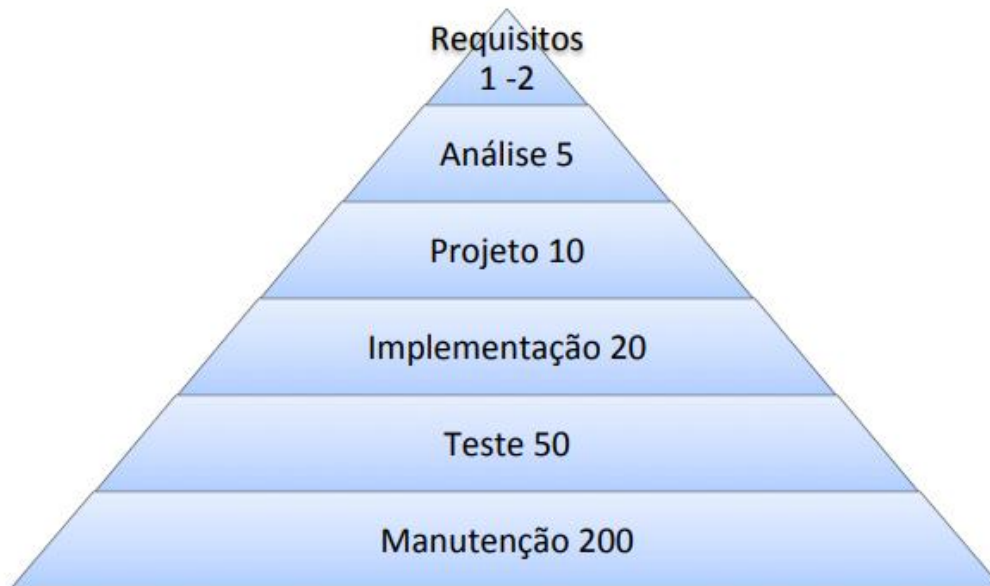 Requisitos
1 -2
Análise 5
Projeto 10
Implementação 20
Teste 50
Manutenção 200